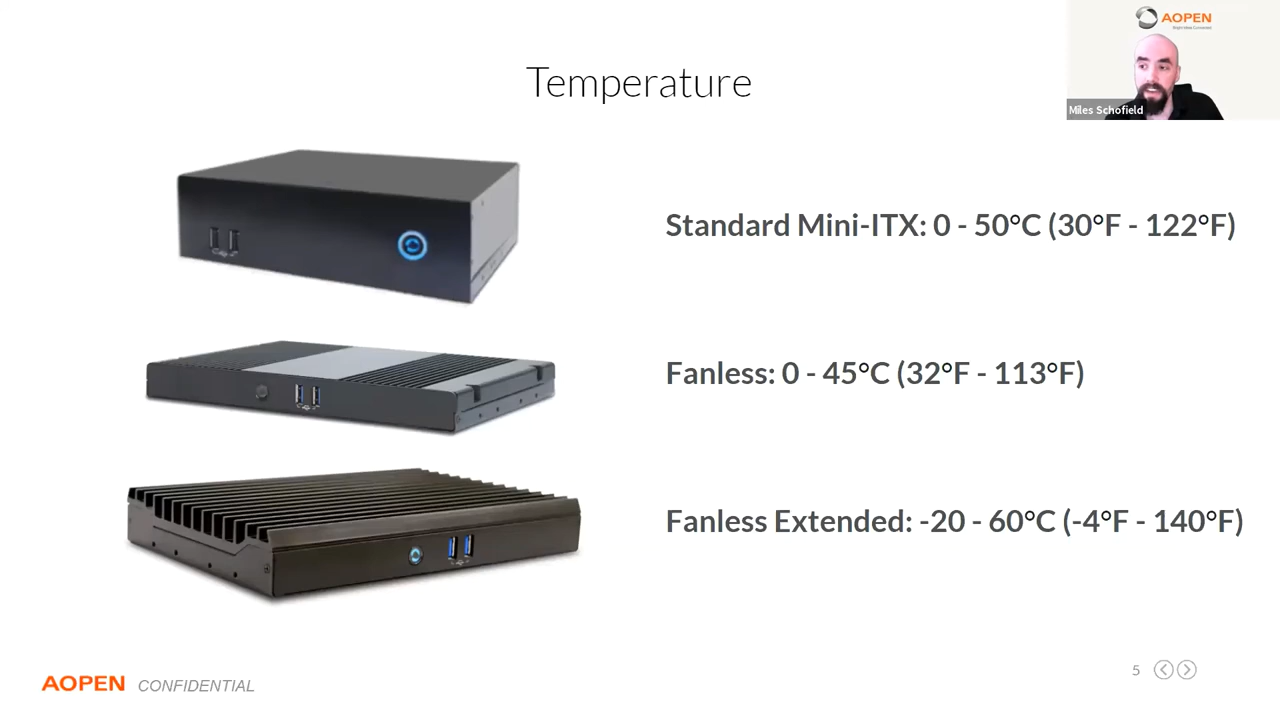 AOPEN
Temperature
Miles Schofield
Standard Mini-ITX: 0 - 50°C (30°F - 122°F)
Fanless: 0 - 45°C (32°F - 113°F)
Fanless Extended: -20 - 60°C (-4°F - 140°F)
5
AOPEN CONFIDENTIAL